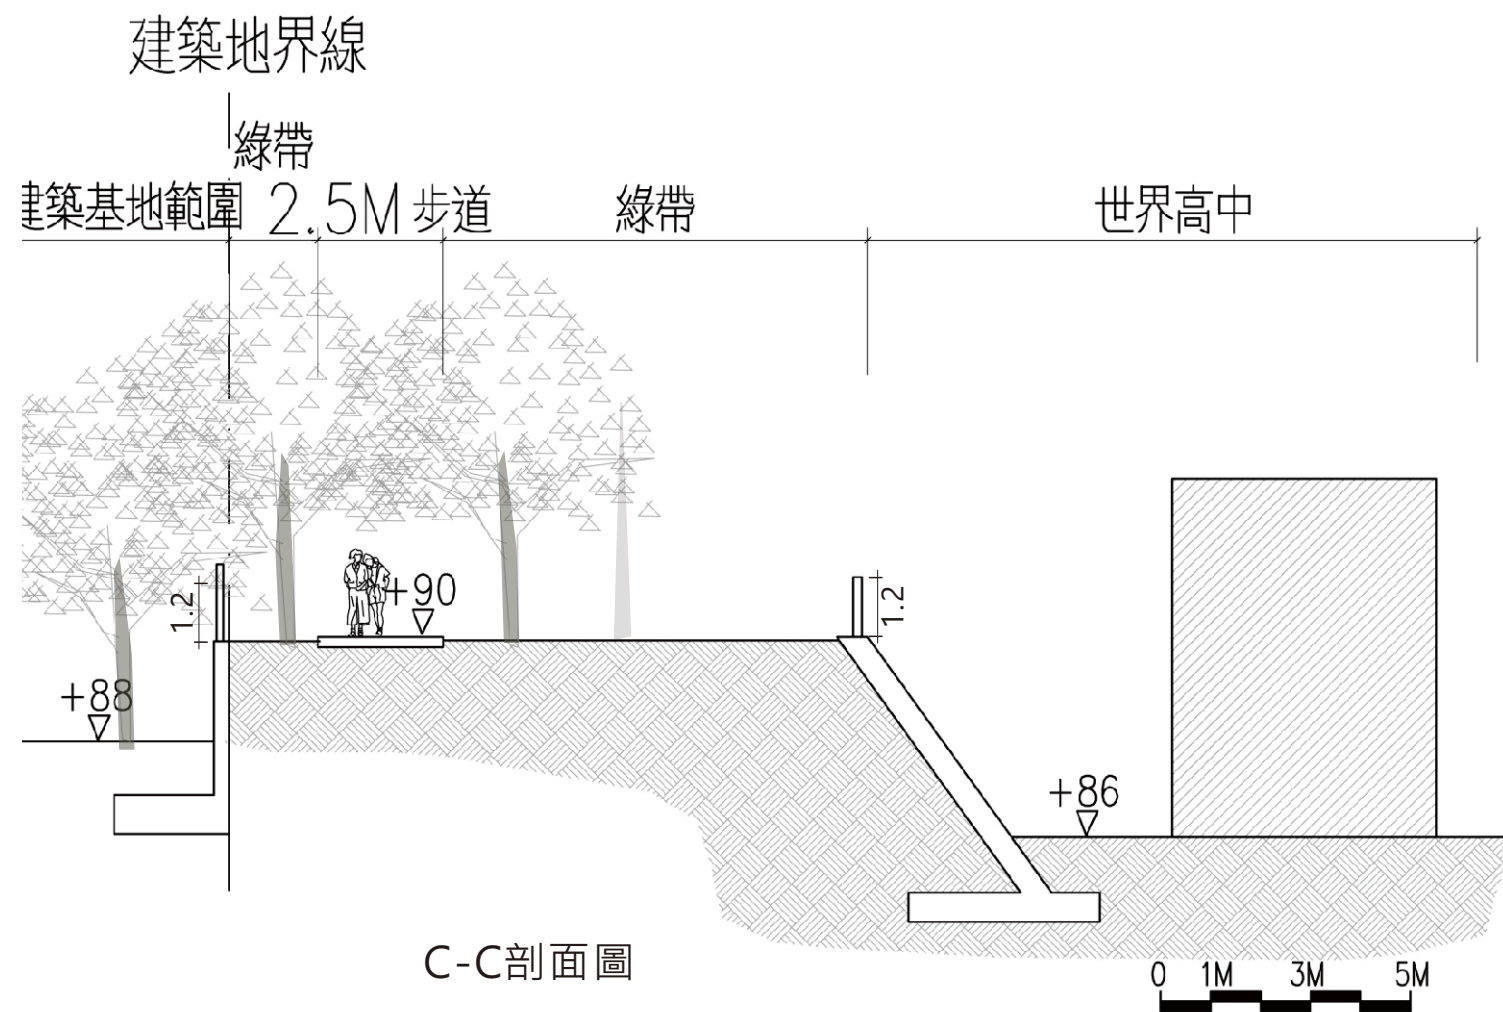 建築地界線
綠帶
建築基地範圍 2.5M 步道 綠帶 世界高中
+90
1.2 1.2
+88
+86
C-C剖面圖
0 1M 3M 5M